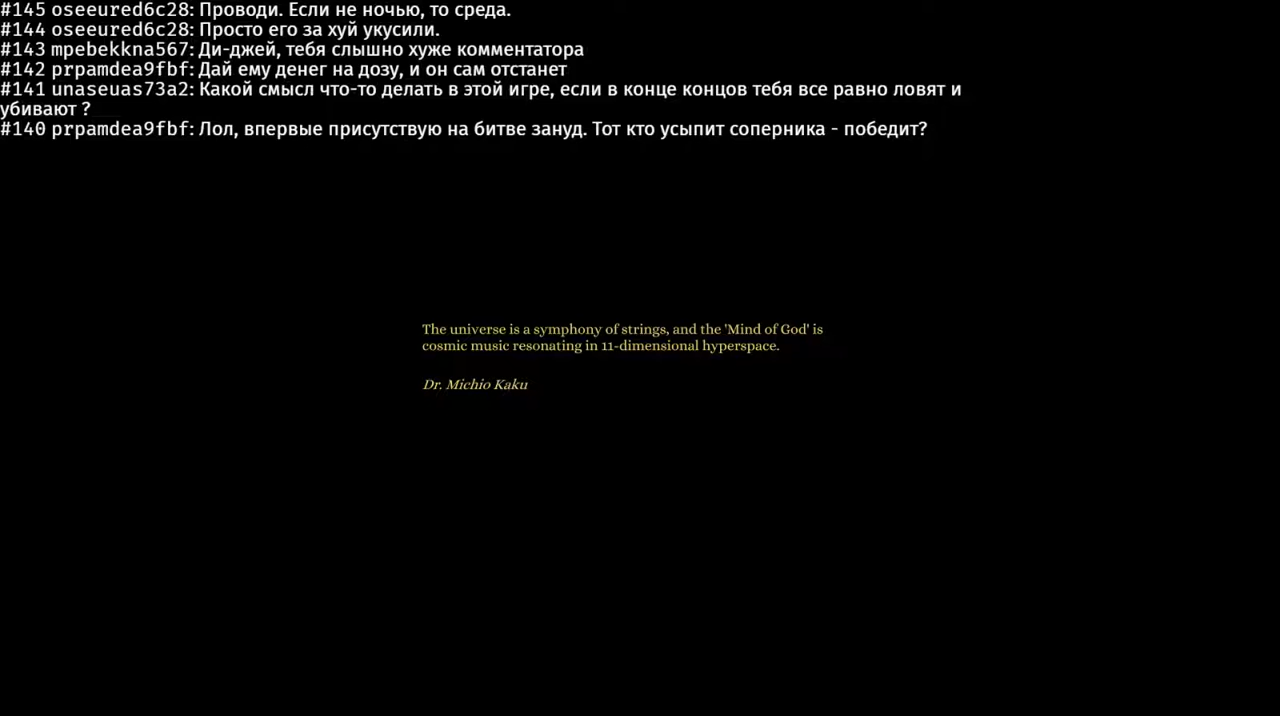 #145 oseeured6c28: Проводи. Если не ночью, то среда.
#144 oseeured6c28: Просто его за хуй укусили.
#143 mpebekkna567: Ди-джей, тебя слышно хуже комментатора
#142 prpamdea9fbf: Дай ему денег на дозу, и он сам отстанет
#141 unaseuas73a2: Какой смысл что-то делать в этой игре, если в конце концов тебя все равно ловят и
убивают ?
#140 prpamdea9fbf: Лол, впервые присутствую на битве зануд. Тот кто усыпит соперника - победит?
The universe is a symphony of strings, and the 'Mind of God' is
cosmic music resonating in 11-dimensional hyperspace.
Dr. Michio Kaku